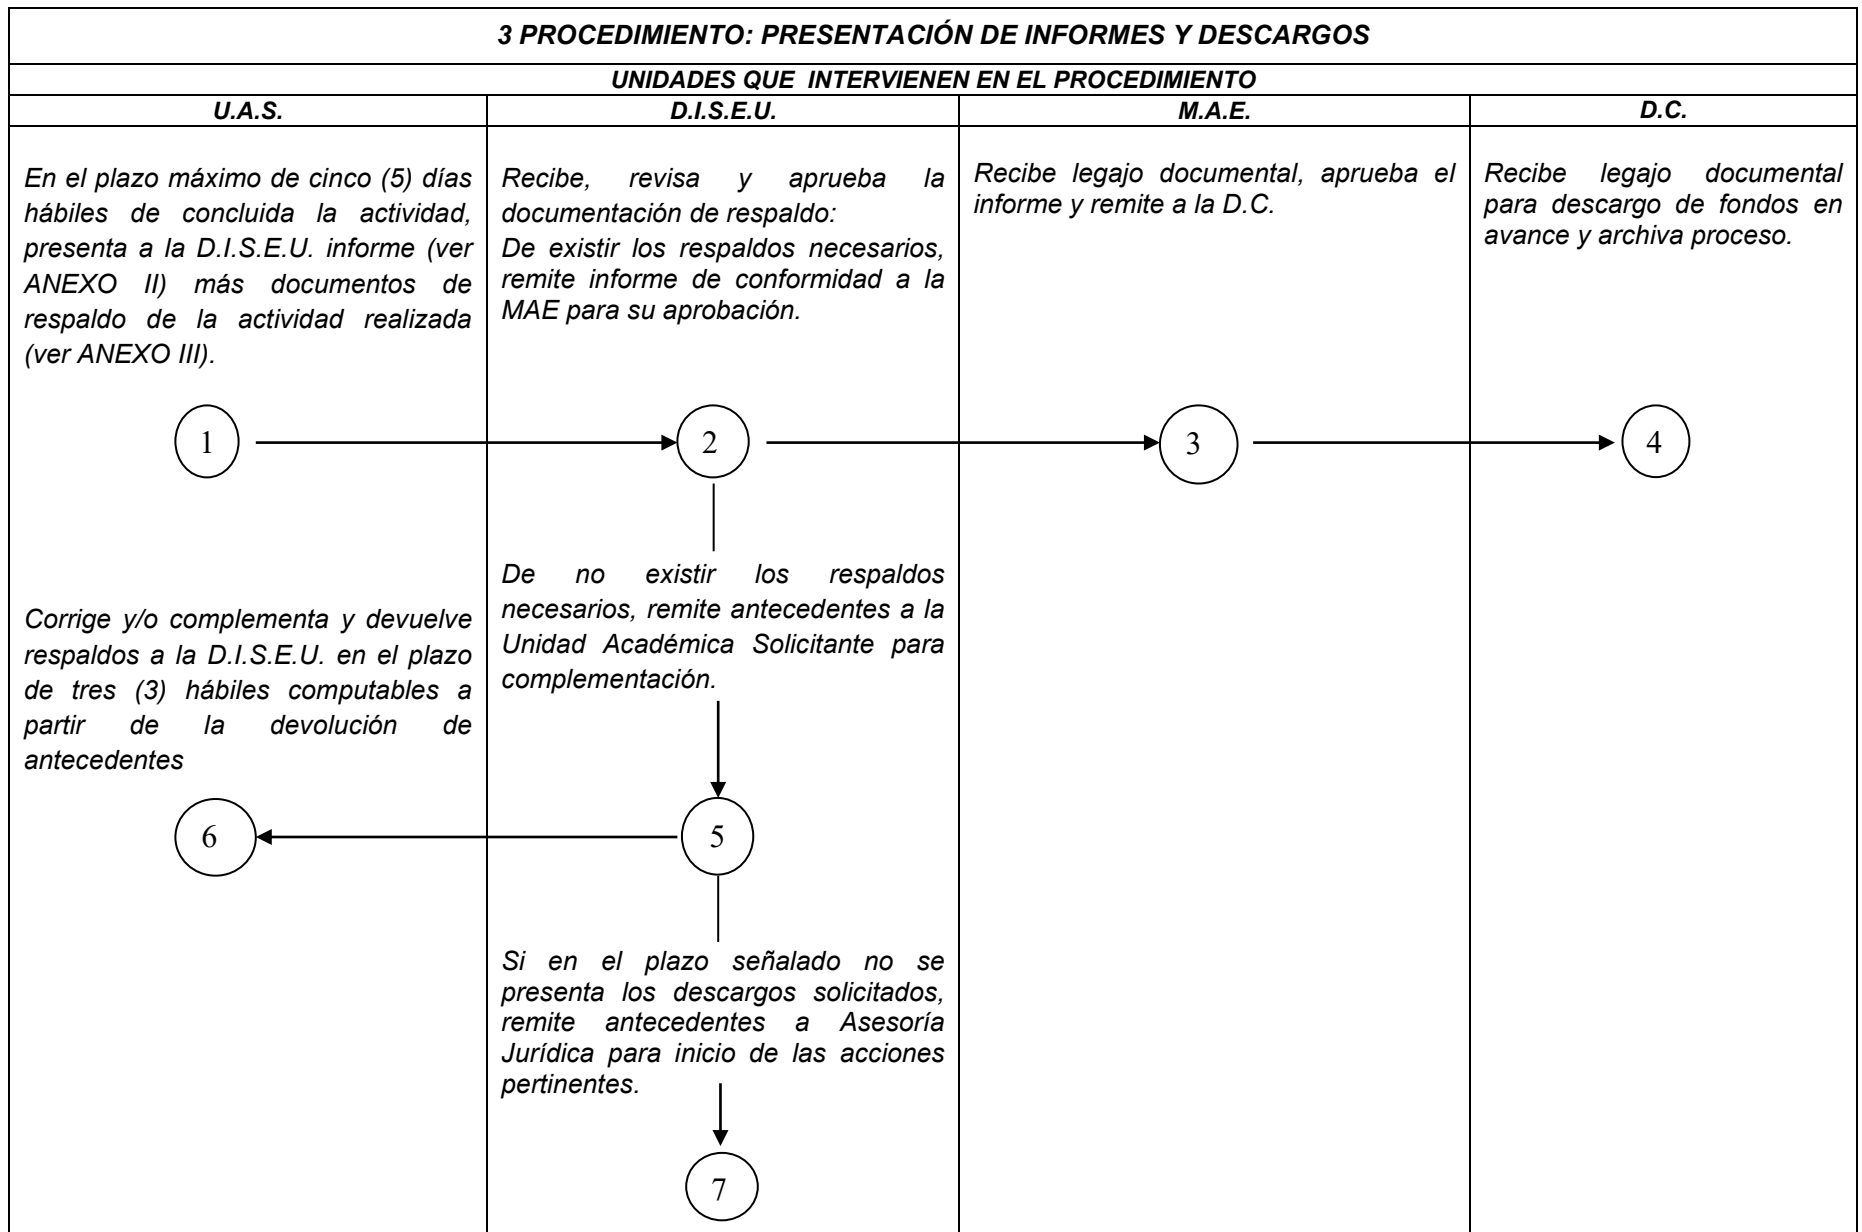 3 PROCEDIMIENTO: PRESENTACIÓN DE INFORMES Y DESCARGOS
UNIDADES QUE INTERVIENEN EN EL PROCEDIMIENTO
U.A.S.
D.I.S.E.U.
M.A.E.
D.C.
En el plazo máximo de cinco (5) días
hábiles de concluida la actividad,
presenta a la D.I.S.E.U. informe (ver
ANEXO II) más documentos de
respaldo de la actividad realizada
(ver ANEXO III).
Recibe, revisa y aprueba la
documentación de respaldo:
De existir los respaldos necesarios,
remite informe de conformidad a la
MAE para su aprobación.
Recibe legajo documental, aprueba el
informe y remite a la D.C.
Recibe legajo documental
para descargo de fondos en
avance y archiva proceso.
1
2
3
4
De no existir los respaldos
necesarios, remite antecedentes a la
Unidad Académica Solicitante para
complementación.
Corrige y/o complementa y devuelve
respaldos a la D.I.S.E.U. en el plazo
de tres (3) hábiles computables a
partir de la devolución de
antecedentes
6
5
Si en el plazo señalado no se
presenta los descargos solicitados,
remite antecedentes a Asesoría
Jurídica para inicio de las acciones
pertinentes.
7